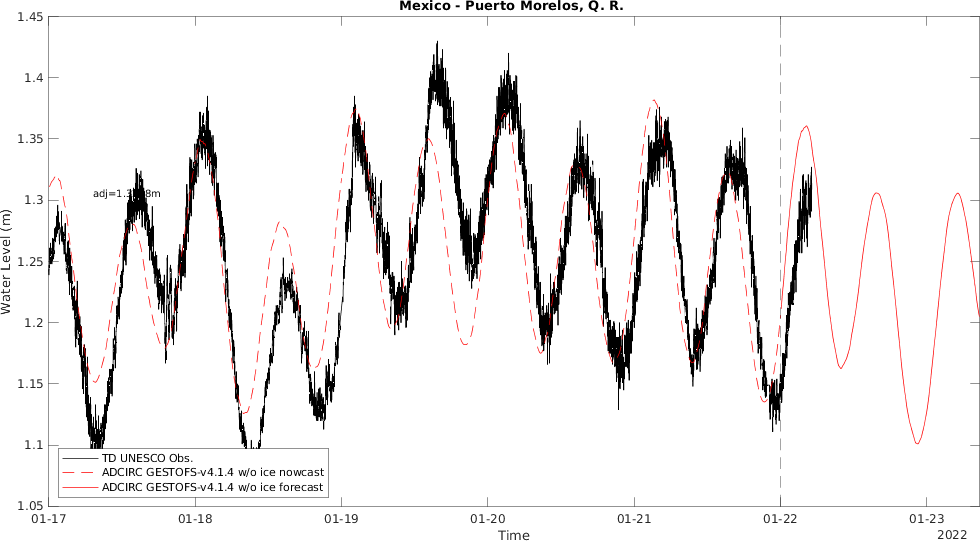 Mexico - Puerto Morelos, Q. R.
1.45
1.4
1.35
1.3
1.25
1.2
1.15
1.1
1.05
Water Level (m)
TD UNESCO Obs.
ADCIRC GESTOFS-v4.1.4 w/o ice nowcast
ADCIRC GESTOFS-v4.1.4 w/o ice forecast
01-17
01-18
01-19
01-20
01-21
01-22
01-23
Time
2022